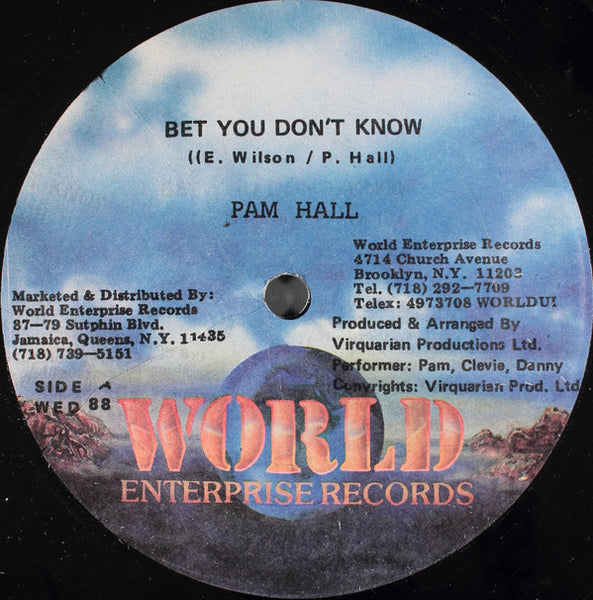 BET YOU DON'T KNOW
((E. Wilson / P. Hall)
PAM HALL
World Enterprise Records
4714 Church Avenue
Brooklyn, N.Y. 11203
Tel. (718) 292-7709
Telex: 4973708 WORLDUI
Marketed & Distributed By:
World Enterprise Records
87-79 Sutphin Blvd.
Jamaica, Queens, N.Y. 11435
(718) 739-5151
Produced & Arranged By
Virquarian Productions Ltd.
Performer: Pam, Clevie, Danny
Copyrights: Virquarian Prod. Ltd
SIDE A
WED 88
WORLD
ENTERPRISE RECORDS